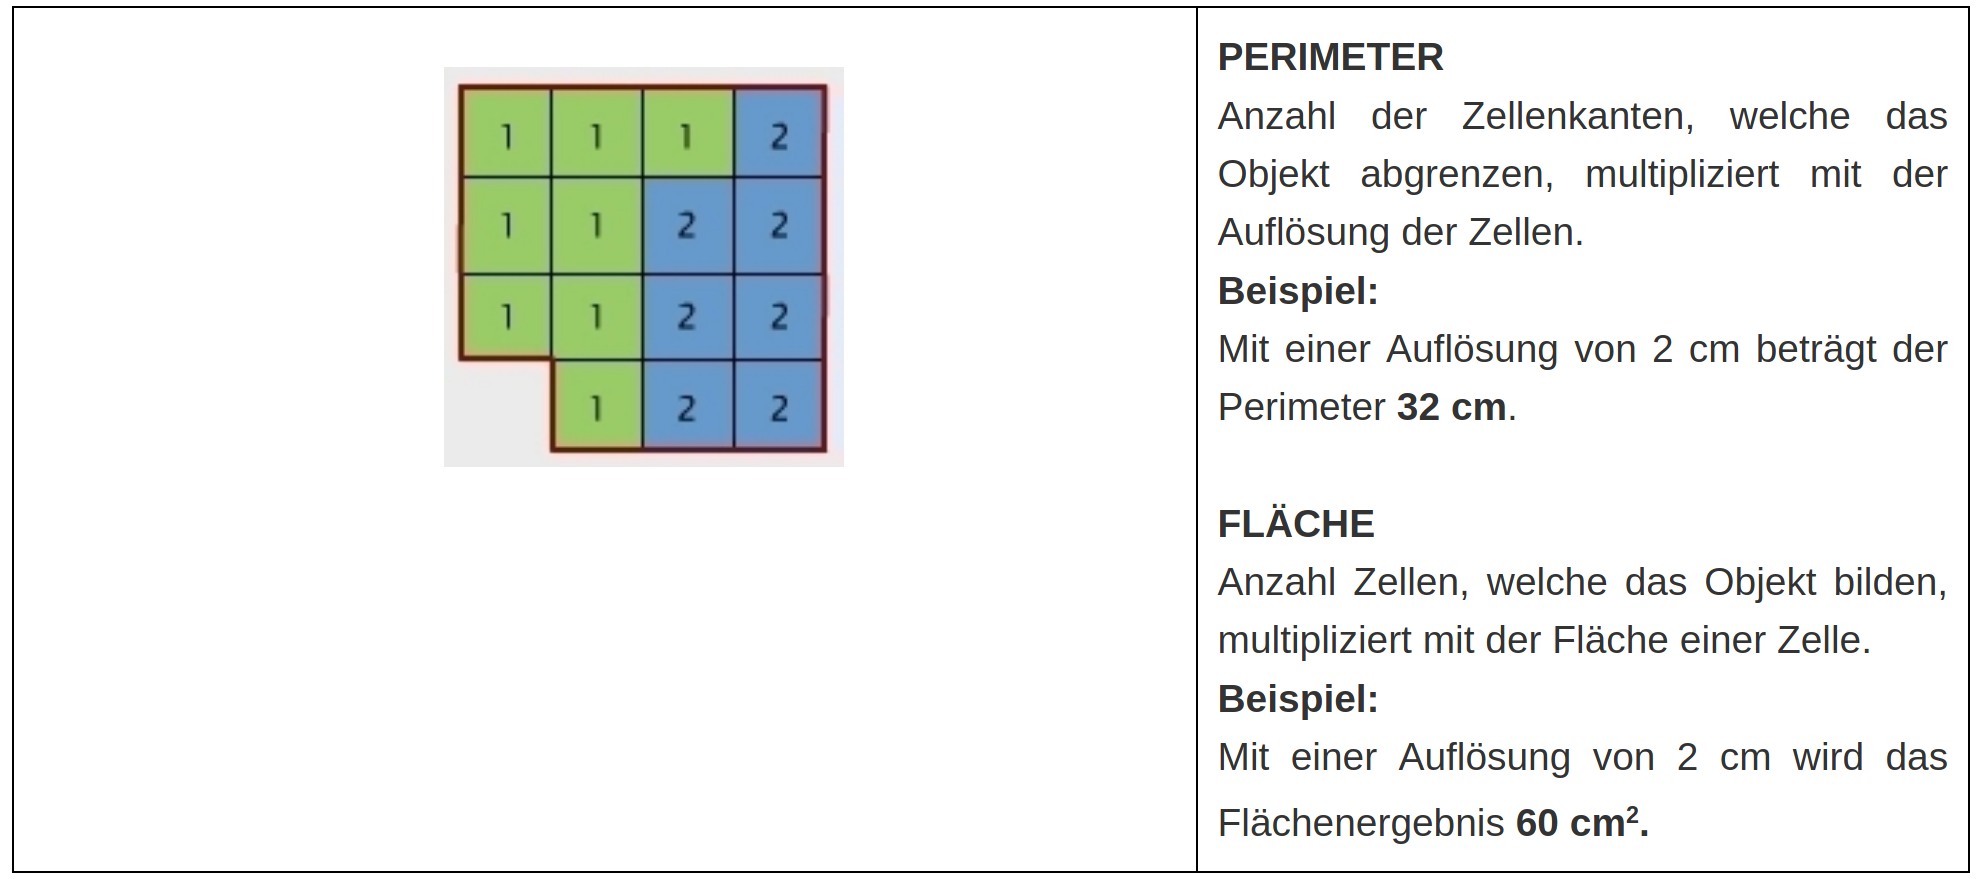 1 1 1 2
1 1 2 2
1 1 2 2
1 2 2
PERIMETER
Anzahl der Zellenkanten, welche das
Objekt abgrenzen, multipliziert mit der
Auflösung der Zellen.
Beispiel:
Mit einer Auflösung von 2 cm beträgt der
Perimeter 32 cm.
FLÄCHE
Anzahl Zellen, welche das Objekt bilden,
multipliziert mit der Fläche einer Zelle.
Beispiel:
Mit einer Auflösung von 2 cm wird das
Flächenergebnis 60 cm².